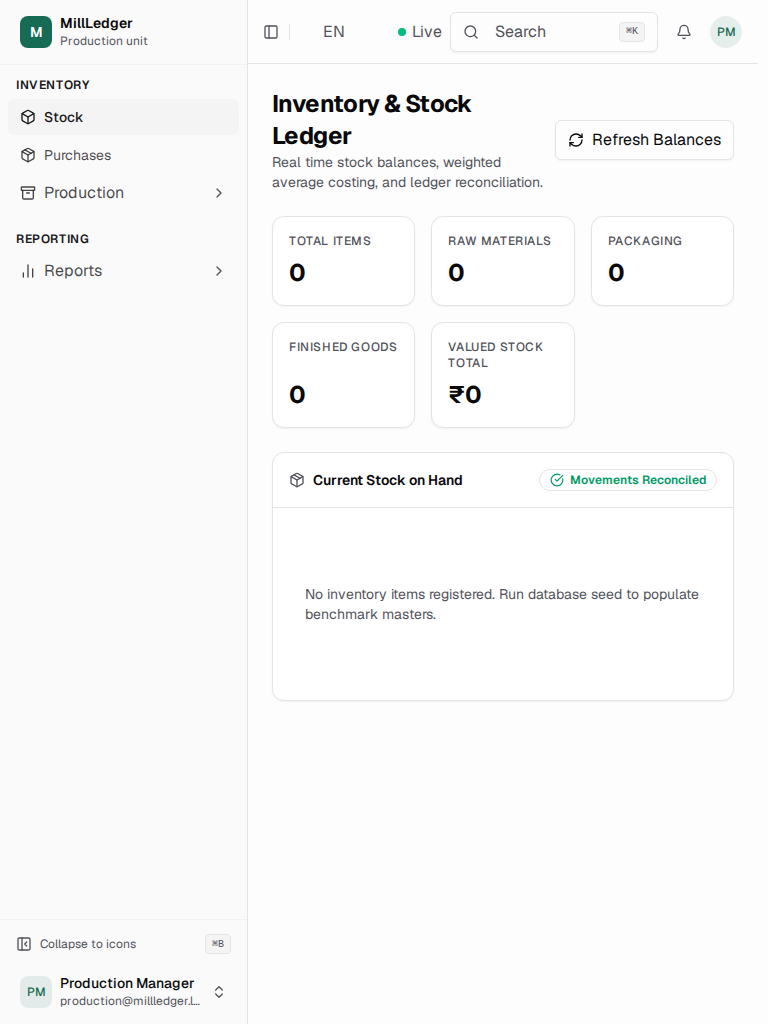 M
MillLedger
Production unit
INVENTORY
Stock
Purchases
Production
REPORTING
Reports
Collapse to icons
⌘B
PM
Production Manager
production@millledger.l...
EN
Live
Search
⌘K
PM
Inventory & Stock
Ledger
Real time stock balances, weighted
average costing, and ledger reconciliation.
Refresh Balances
TOTAL ITEMS
0
RAW MATERIALS
0
PACKAGING
0
FINISHED GOODS
0
VALUED STOCK
TOTAL
₹0
Current Stock on Hand
Movements Reconciled
No inventory items registered. Run database seed to populate
benchmark masters.